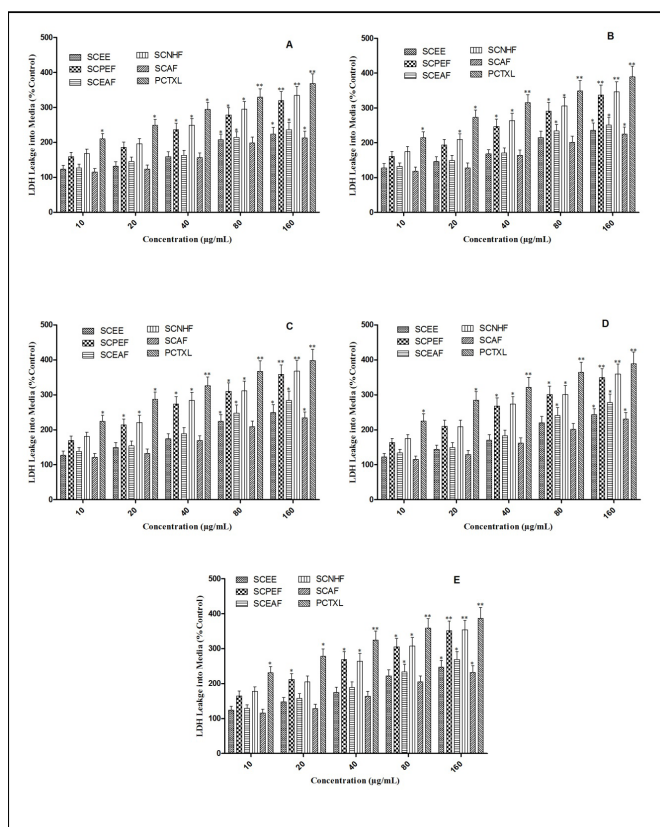 A
SCEE SCNHF
SCPEF SCAF
SCEAF PCTXL
LDH Leakge into Media (% Control)
500
400
300
200
100
0
10 20 40 80 160
Concentration (µg/mL)
B
SCEE SCNHF
SCPEF SCAF
SCEAF PCTXL
LDH Leakge into Media (% Control)
500
400
300
200
100
0
10 20 40 80 160
Concentration (µg/mL)
C
SCEE SCNHF
SCPEF SCAF
SCEAF PCTXL
LDH Leakge into Media (% Control)
500
400
300
200
100
0
10 20 40 80 160
Concentration (µg/mL)
D
SCEE SCNHF
SCPEF SCAF
SCEAF PCTXL
LDH Leakge into Media (% Control)
500
400
300
200
100
0
10 20 40 80 160
Concentration (µg/mL)
E
SCEE SCNHF
SCPEF SCAF
SCEAF PCTXL
LDH Leakge into Media (% Control)
500
400
300
200
100
0
10 20 40 80 160
Concentration (µg/mL)